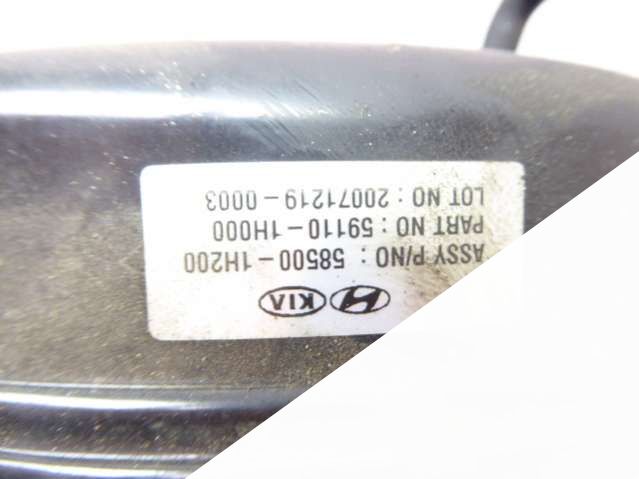 KIA
ASSY P/NO : 58500-1H200
PART NO : 59110-1H000
LOT NO : 20071219-0003